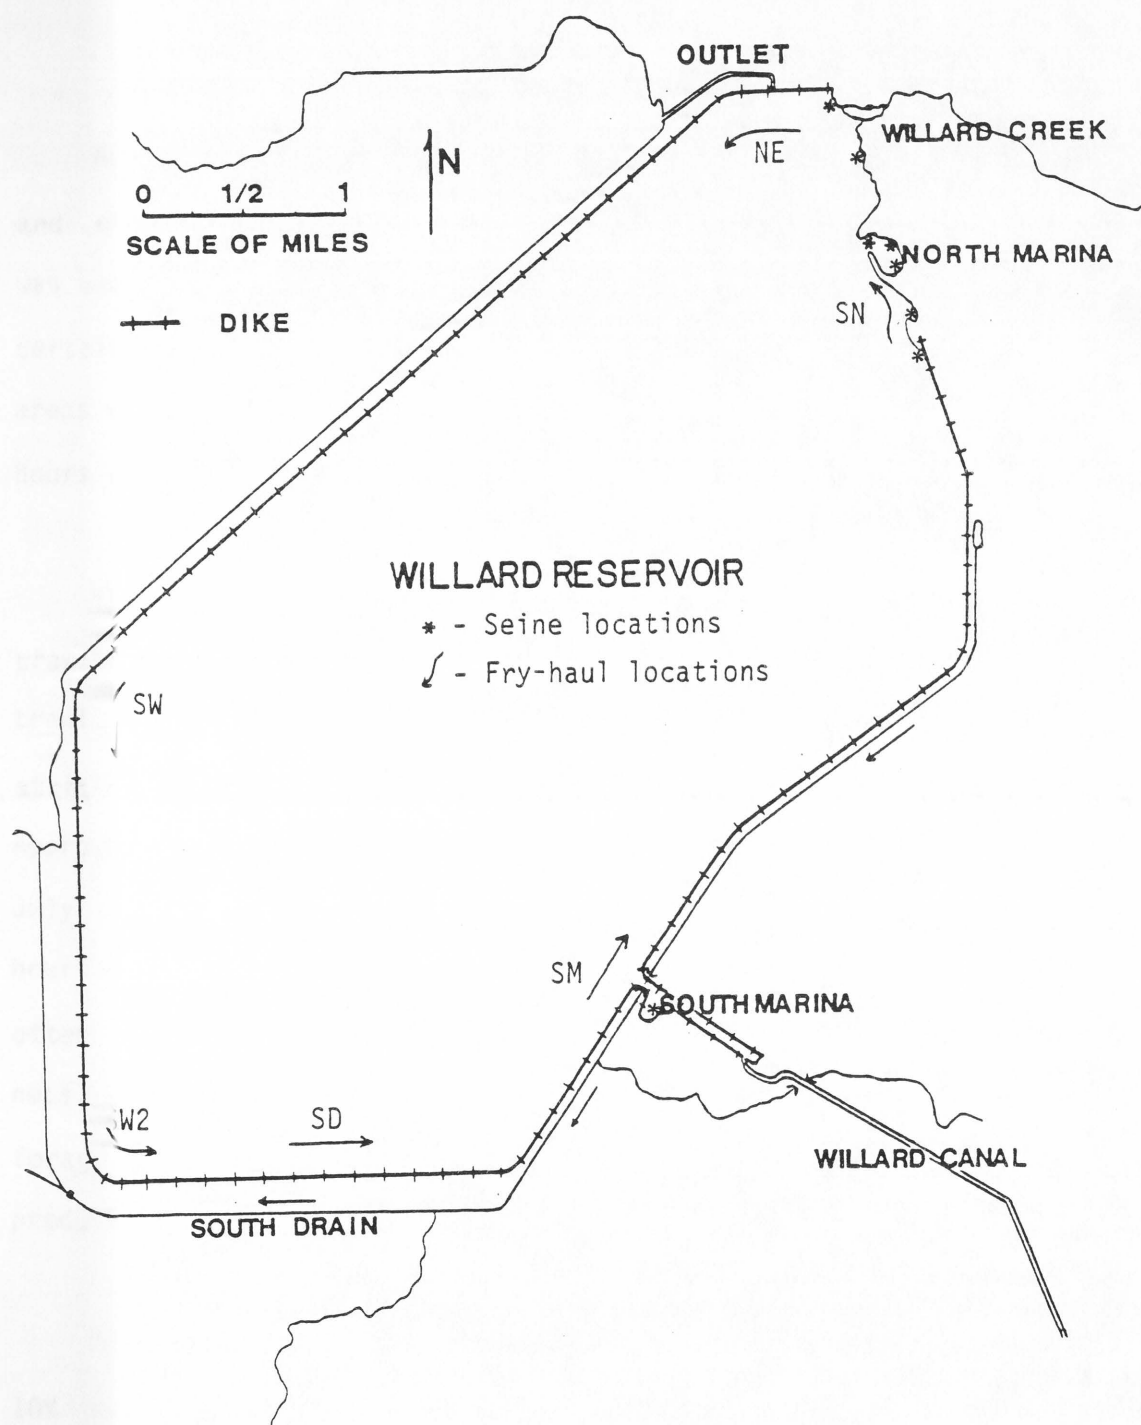 OUTLET
WILLARD CREEK
NE
N
0 1/2 1
SCALE OF MILES
NORTH MARINA
SN
DIKE
WILLARD RESERVOIR
* - Seine locations
- Fry-haul locations
SW
SM
SOUTH MARINA
SW2
SD
WILLARD CANAL
SOUTH DRAIN